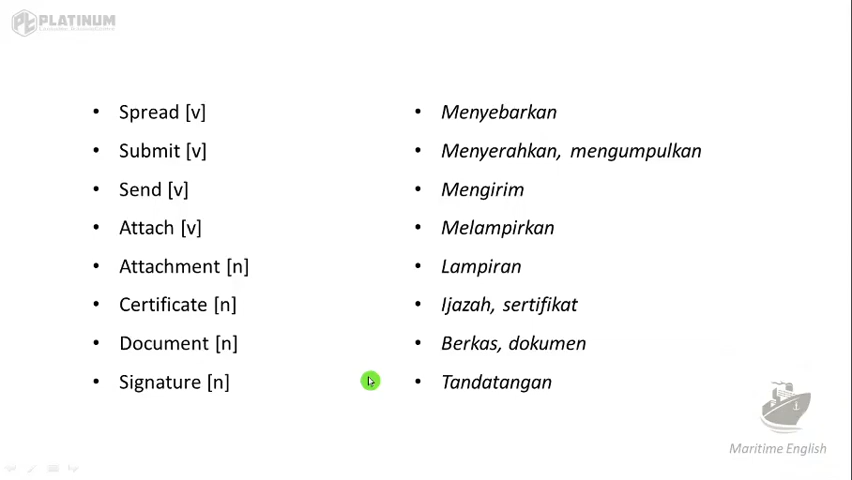 PLATINUM
Spread [v]
Menyebarkan
Submit [v]
Menyerahkan, mengumpulkan
Send [v]
Mengirim
Attach [v]
Melampirkan
Attachment [n]
Lampiran
Certificate [n]
Ijazah, sertifikat
Document [n]
Berkas, dokumen
Signature [n]
Tandatangan
Maritime English